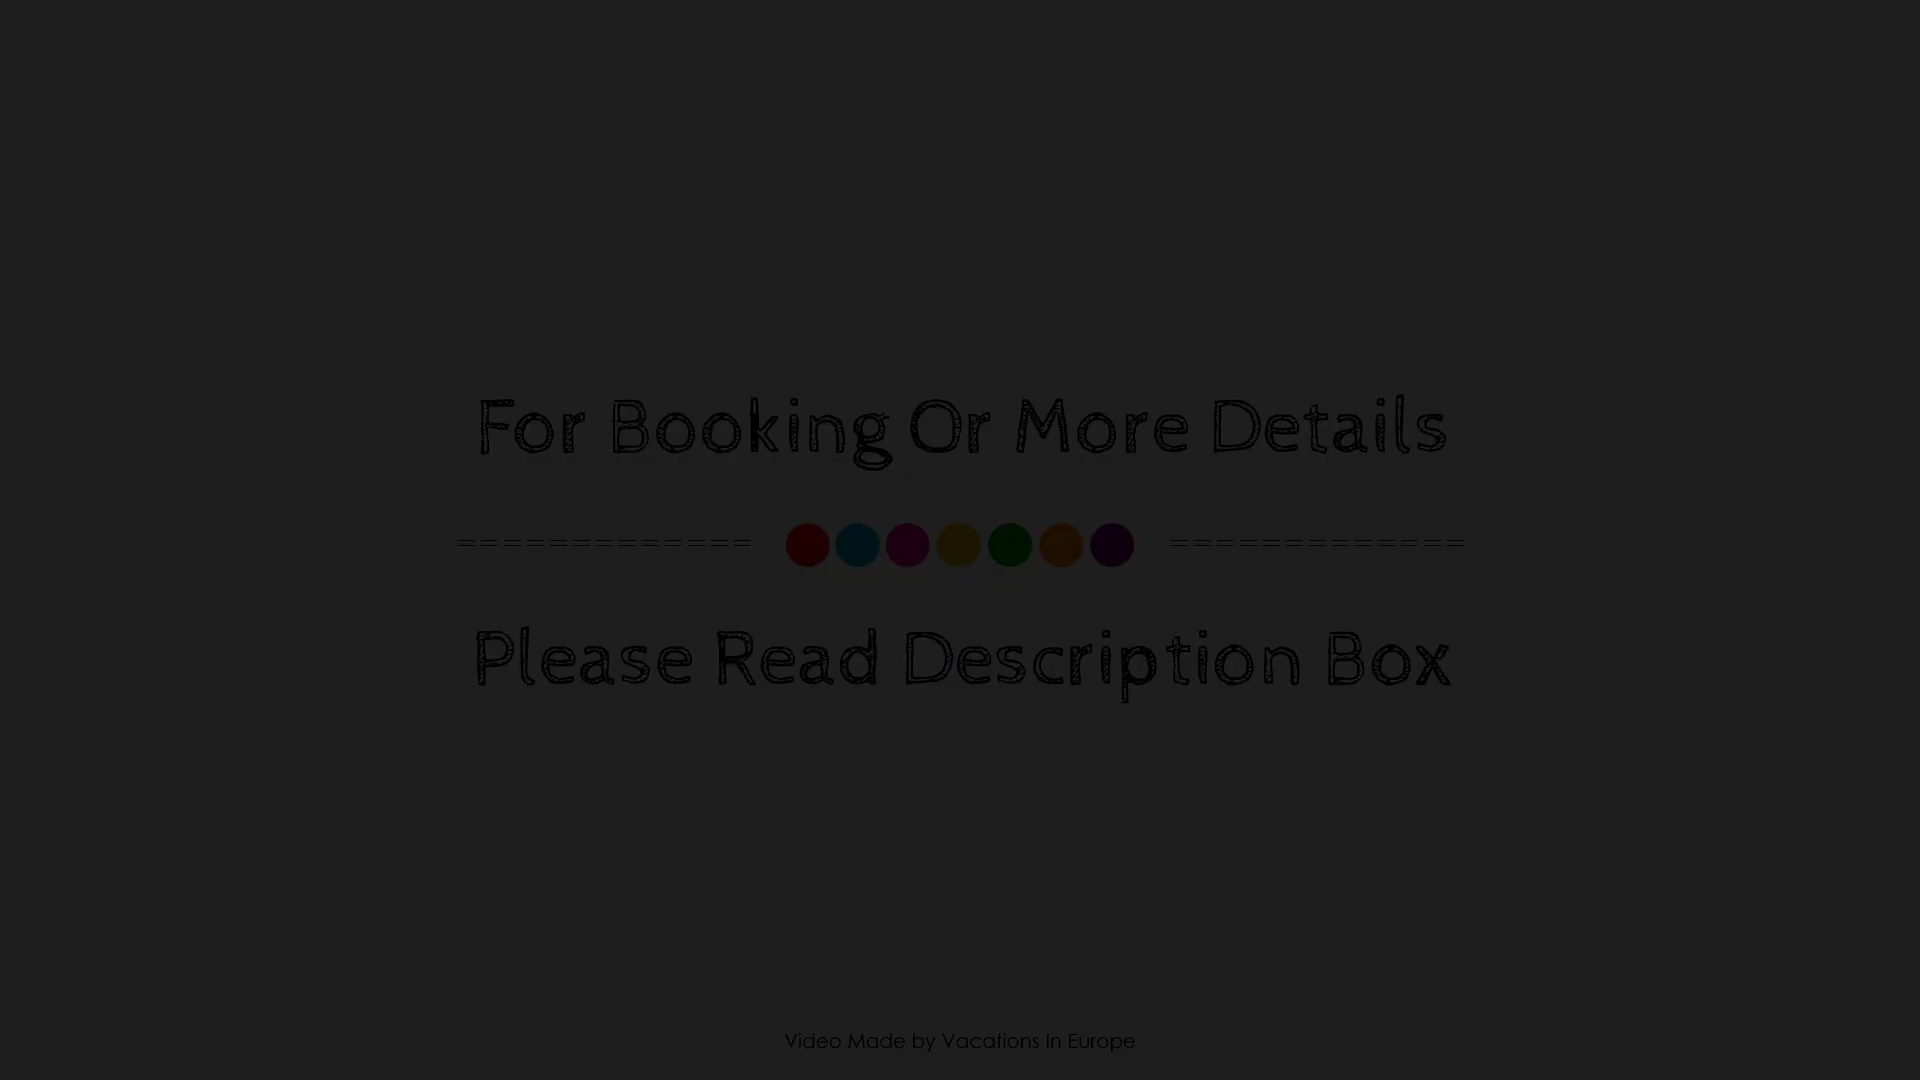 For Booking Or More Details
============= =============
Please Read Description Box
Video Made by Vacations In Europe